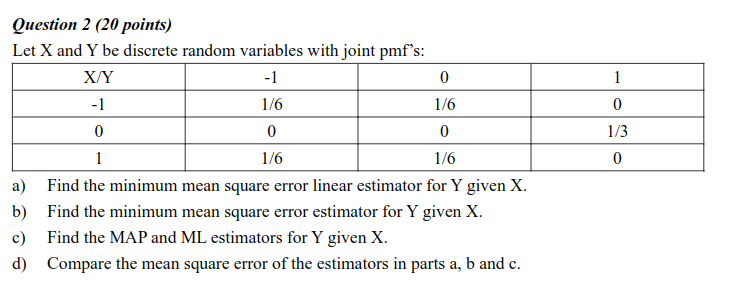 Question 2 (20 points)
Let X and Y be discrete random variables with joint pmf's:
X/Y -1 0 1
-1 1/6 1/6 0
0 0 0 1/3
1 1/6 1/6 0
a) Find the minimum mean square error linear estimator for Y given X.
b) Find the minimum mean square error estimator for Y given X.
c) Find the MAP and ML estimators for Y given X.
d) Compare the mean square error of the estimators in parts a, b and c.